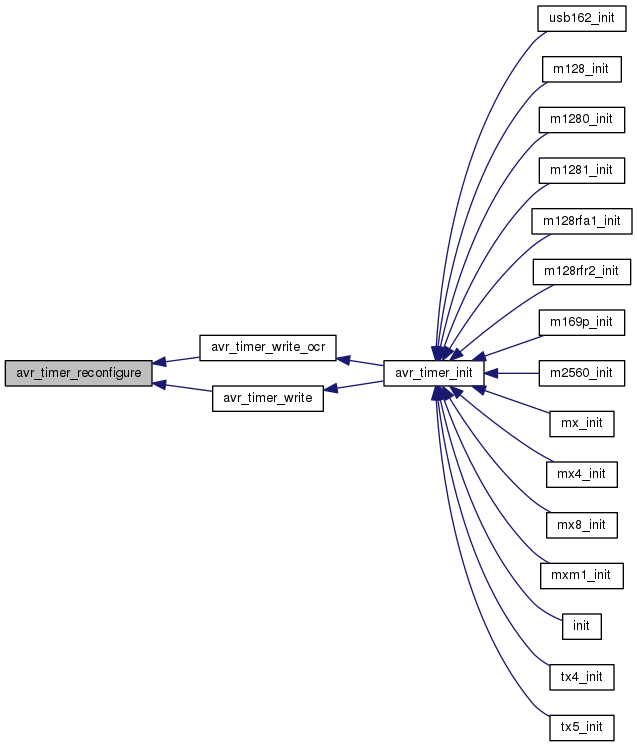 usb162_init
m128_init
m1280_init
m1281_init
m128rfa1_init
m128rfr2_init
m169p_init
avr_timer_write_ocr
avr_timer_reconfigure
avr_timer_init
m2560_init
avr_timer_write
mx_init
mx4_init
mx8_init
mxm1_init
init
tx4_init
tx5_init